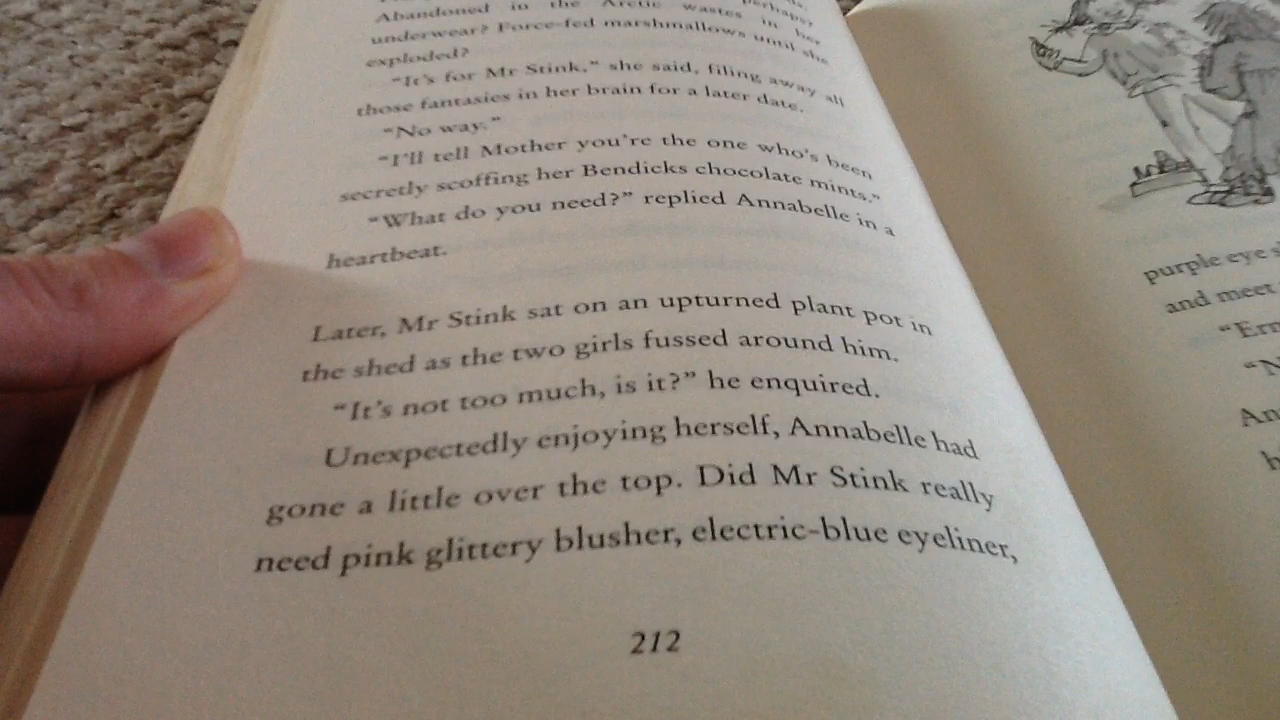 perhaps?
Abandoned in the Arctic wastes in her
underwear? Force-fed marshmallows until she
exploded?
“It’s for Mr Stink,” she said, filing away all
those fantasies in her brain for a later date.
“No way.”
“I’ll tell Mother you’re the one who’s been
secretly scoffing her Bendicks chocolate mints.”
“What do you need?” replied Annabelle in a
heartbeat.
Later, Mr Stink sat on an upturned plant pot in
the shed as the two girls fussed around him.
“It’s not too much, is it?” he enquired.
Unexpectedly enjoying herself, Annabelle had
gone a little over the top. Did Mr Stink really
need pink glittery blusher, electric-blue eyeliner,
212
purple eye
and meet